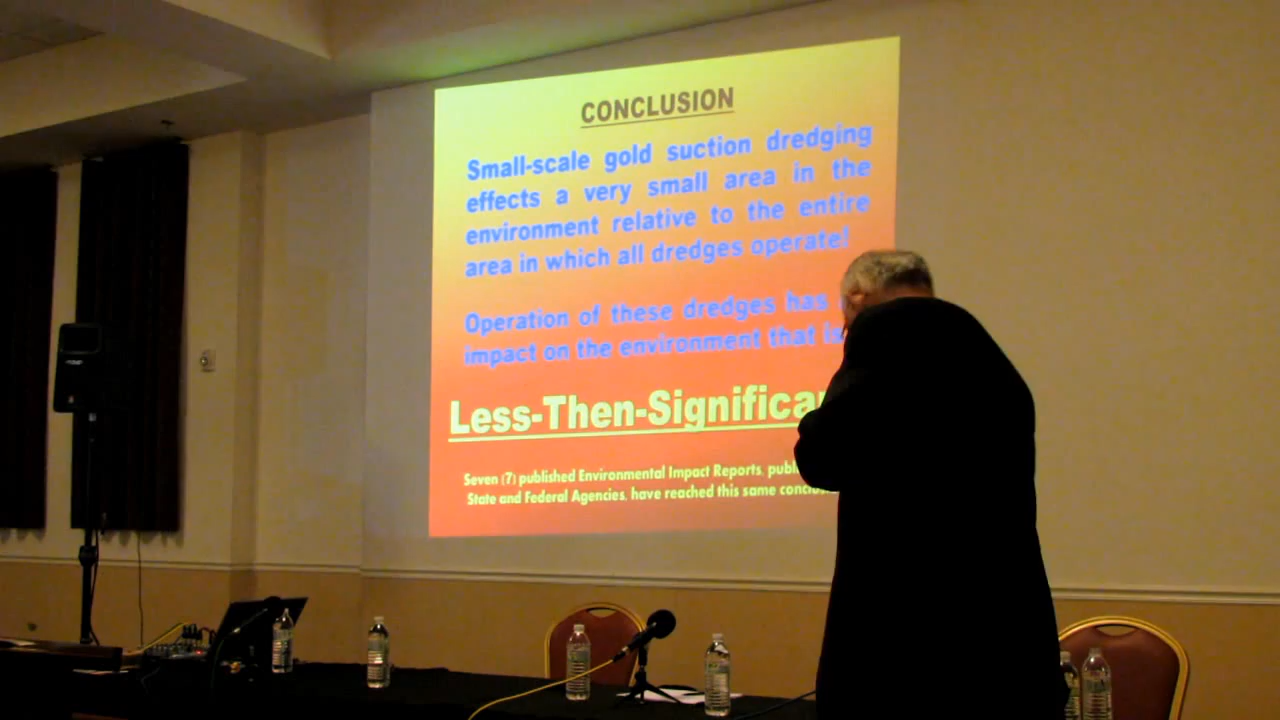 CONCLUSION
Small-scale gold suction dredging
effects a very small area in the
environment relative to the entire
area in which all dredges operate!
Operation of these dredges has
impact on the environment that is
Less-Then-Significa
Seven (7) published Environmental Impact Reports, publ
State and Federal Agencies, have reached this same conclus